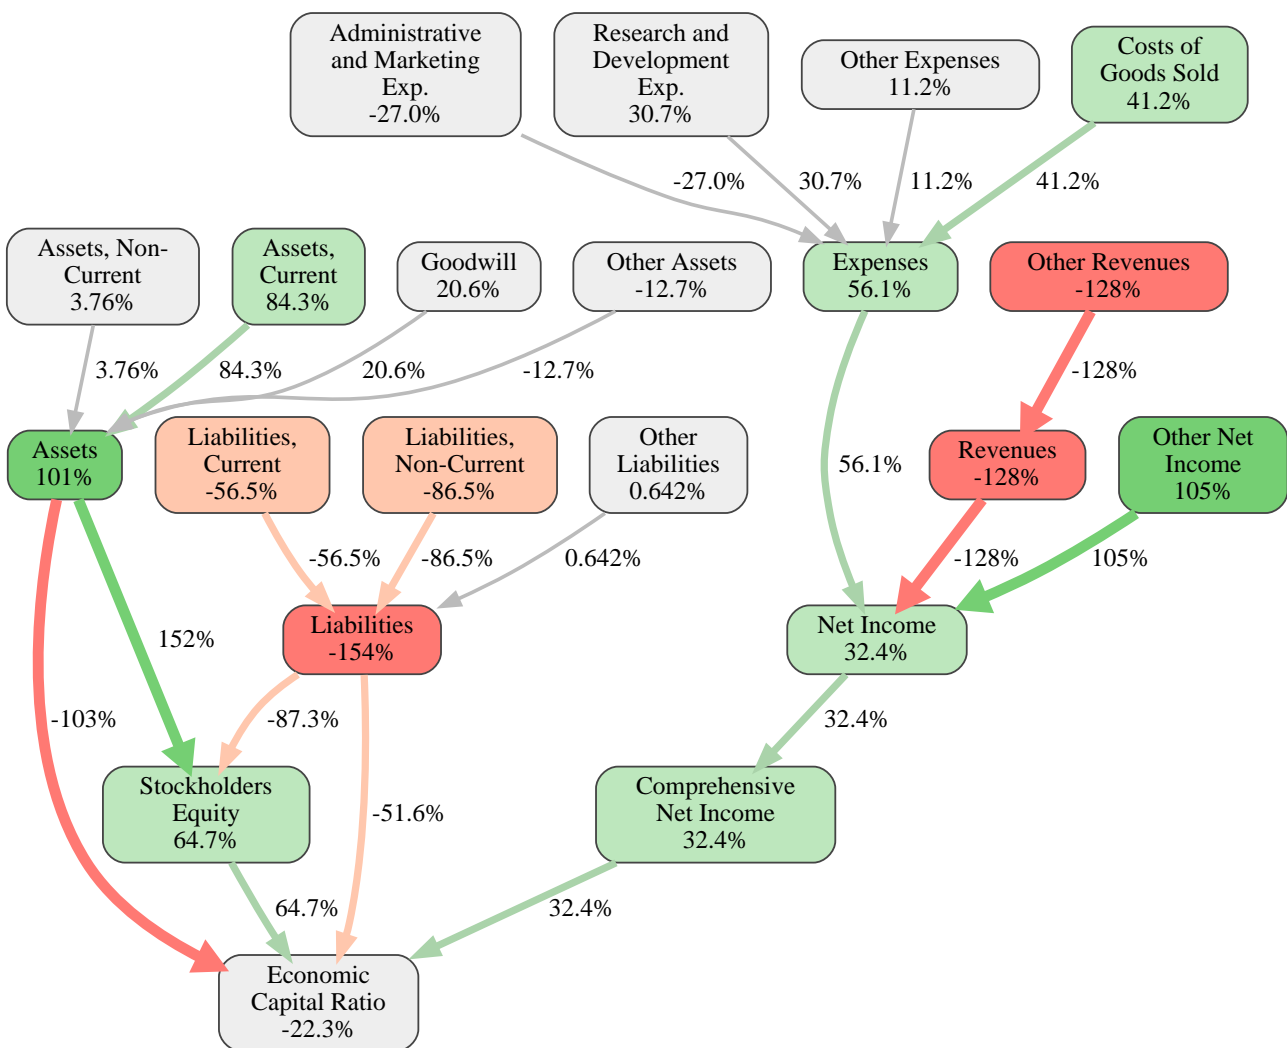 Administrative
and Marketing
Exp.
-27.0%
Research and
Development
Exp.
30.7%
Other Expenses
11.2%
Costs of
Goods Sold
41.2%
-27.0%
30.7%
11.2%
41.2%
Assets, Non-
Current
3.76%
Assets,
Current
84.3%
Goodwill
20.6%
Other Assets
-12.7%
Expenses
56.1%
Other Revenues
-128%
3.76%
84.3%
20.6%
-12.7%
-128%
Assets
101%
Liabilities,
Current
-56.5%
Liabilities,
Non-Current
-86.5%
Other
Liabilities
0.642%
56.1%
Revenues
-128%
Other Net
Income
105%
-56.5%
-86.5%
0.642%
-128%
105%
152%
Liabilities
-154%
Net Income
32.4%
-103%
-87.3%
32.4%
Stockholders
Equity
64.7%
-51.6%
Comprehensive
Net Income
32.4%
64.7%
32.4%
Economic
Capital Ratio
-22.3%